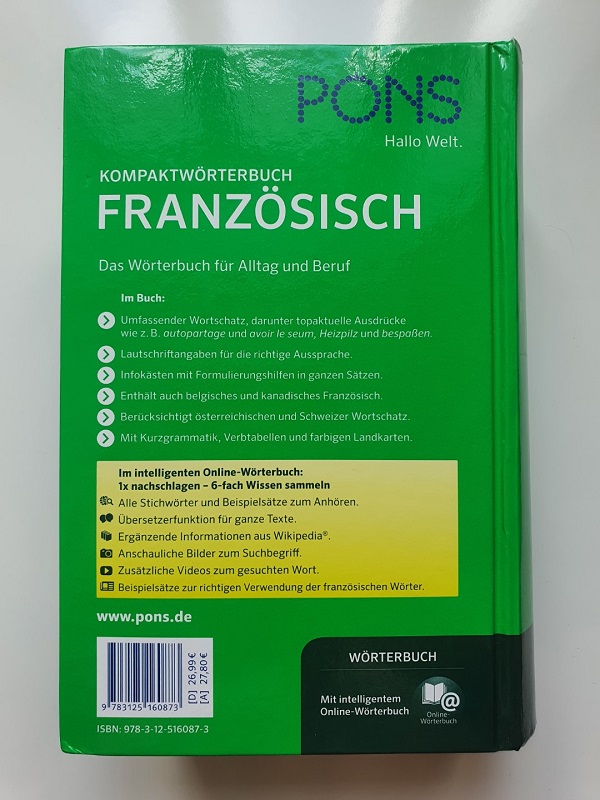 PONS
Hallo Welt.
KOMPAKTWÖRTERBUCH
FRANZÖSISCH
Das Wörterbuch für Alltag und Beruf
Im Buch:
Umfassender Wortschatz, darunter topaktuelle Ausdrücke
wie z. B. autopartage und avoir le seum, Heizpilz und bespaßen.
Lautschriftangaben für die richtige Aussprache.
Infokästen mit Formulierungshilfen in ganzen Sätzen.
Enthält auch belgisches und kanadisches Französisch.
Berücksichtigt österreichischen und Schweizer Wortschatz.
Mit Kurzgrammatik, Verbtabellen und farbigen Landkarten.
Im intelligenten Online-Wörterbuch:
1x nachschlagen – 6-fach Wissen sammeln
Alle Stichwörter und Beispielsätze zum Anhören.
Übersetzerfunktion für ganze Texte.
Ergänzende Informationen aus Wikipedia®.
Anschauliche Bilder zum Suchbegriff.
Zusätzliche Videos zum gesuchten Wort.
Beispielsätze zur richtigen Verwendung der französischen Wörter.
www.pons.de
[D] 26,99 €
[A] 27,80 €
9 783125 160873
ISBN: 978-3-12-516087-3
WÖRTERBUCH
Mit intelligentem
Online-Wörterbuch
@
Online-
Wörterbuch